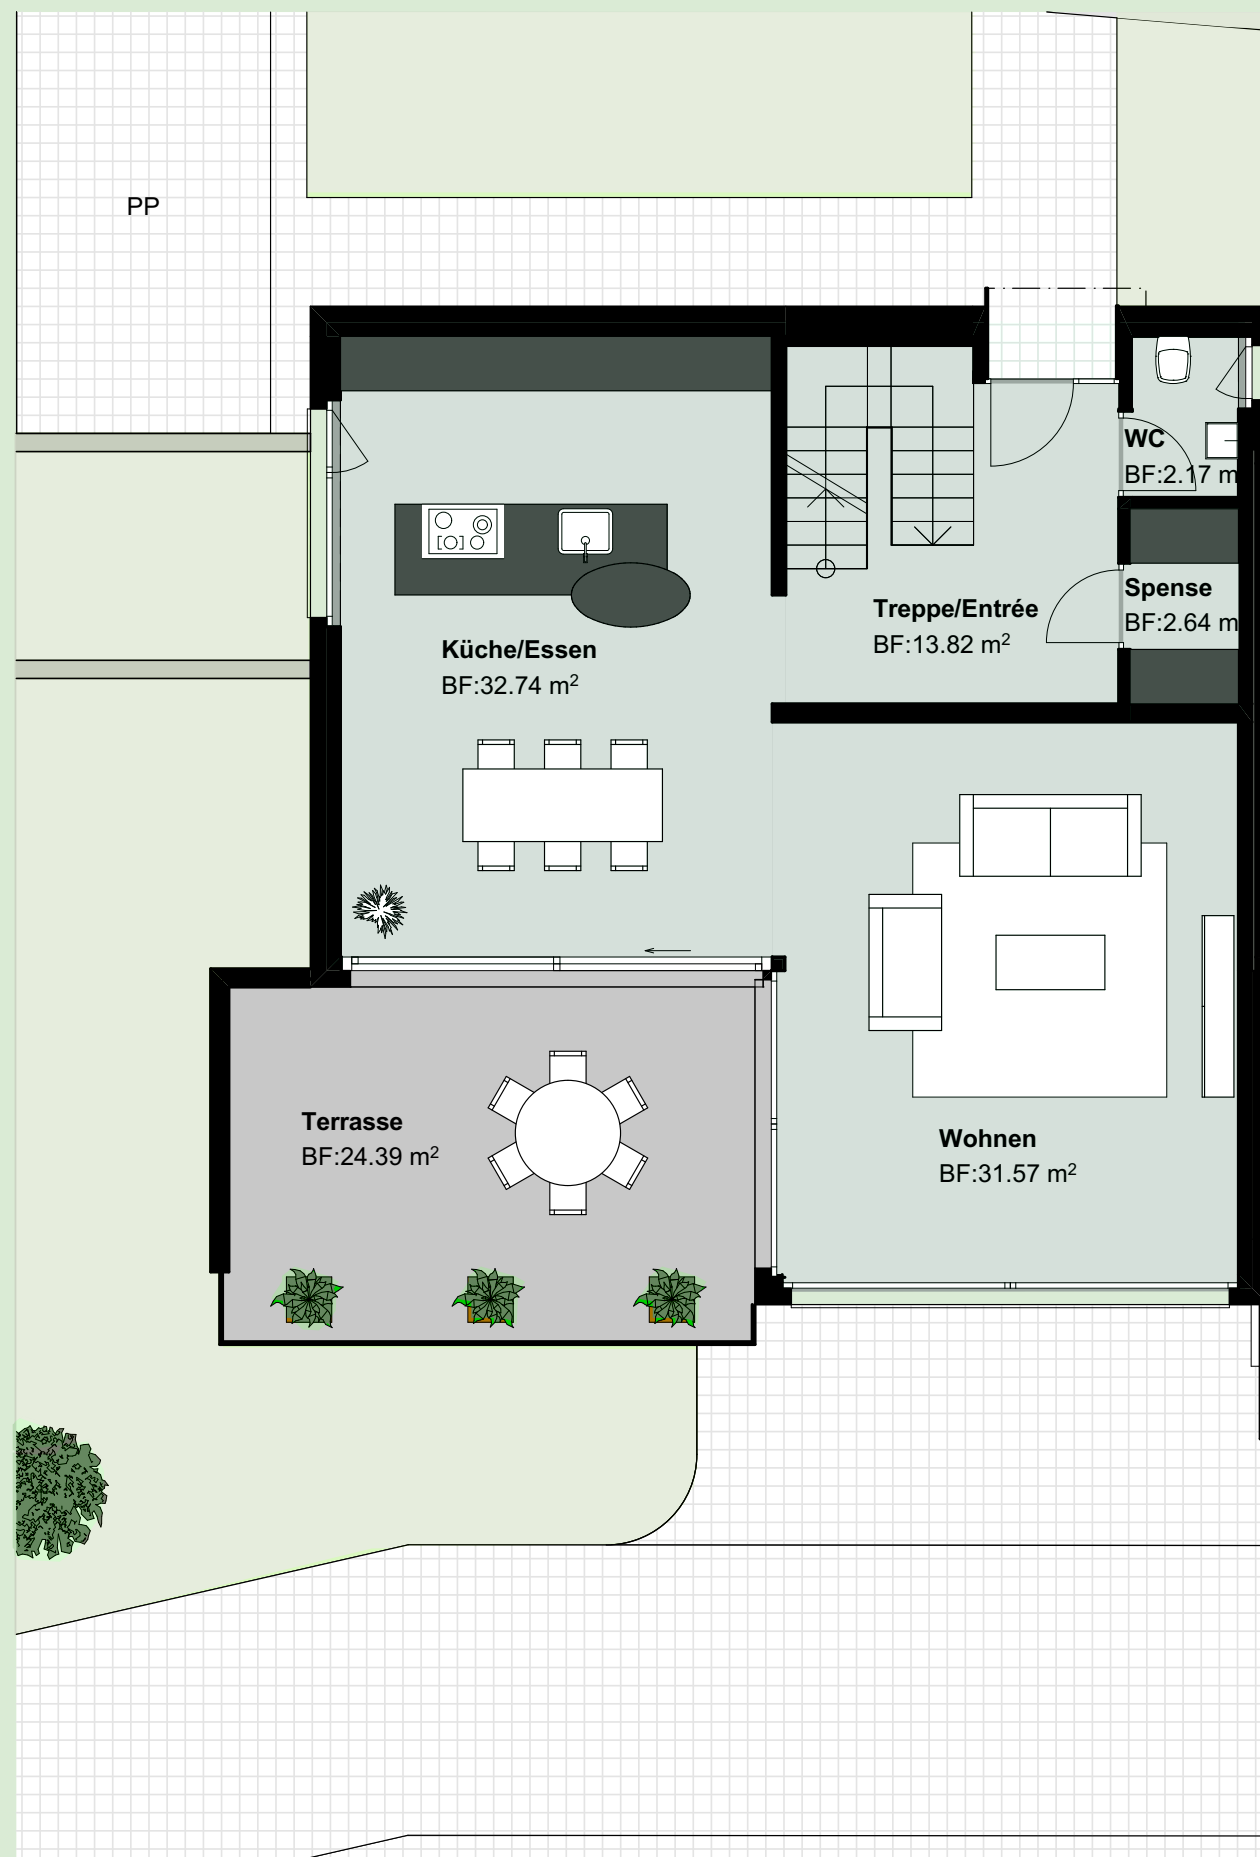 PP
WC
BF:2.17 m
Spense
BF:2.64 m
Treppe/Entrée
BF:13.82 m²
Küche/Essen
BF:32.74 m²
Terrasse
BF:24.39 m²
Wohnen
BF:31.57 m²